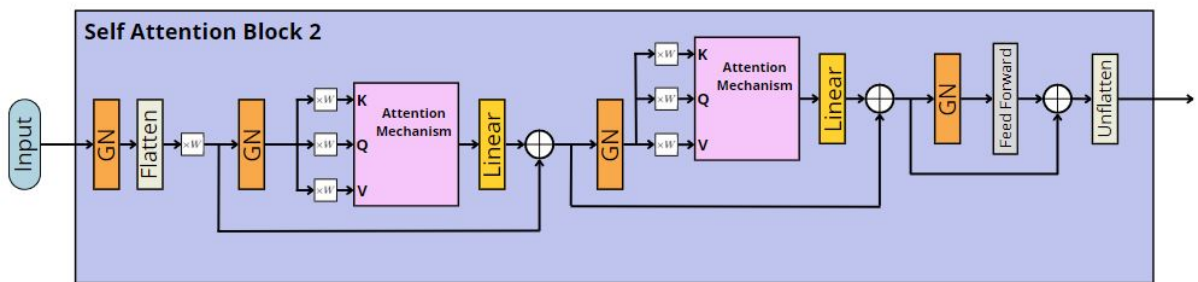 Self Attention Block 2
Input
GN
Flatten
×W
GN
×W
×W
×W
K
Q
V
Attention
Mechanism
Linear
GN
×W
×W
×W
K
Q
V
Attention
Mechanism
Linear
GN
Feed Forward
Unflatten